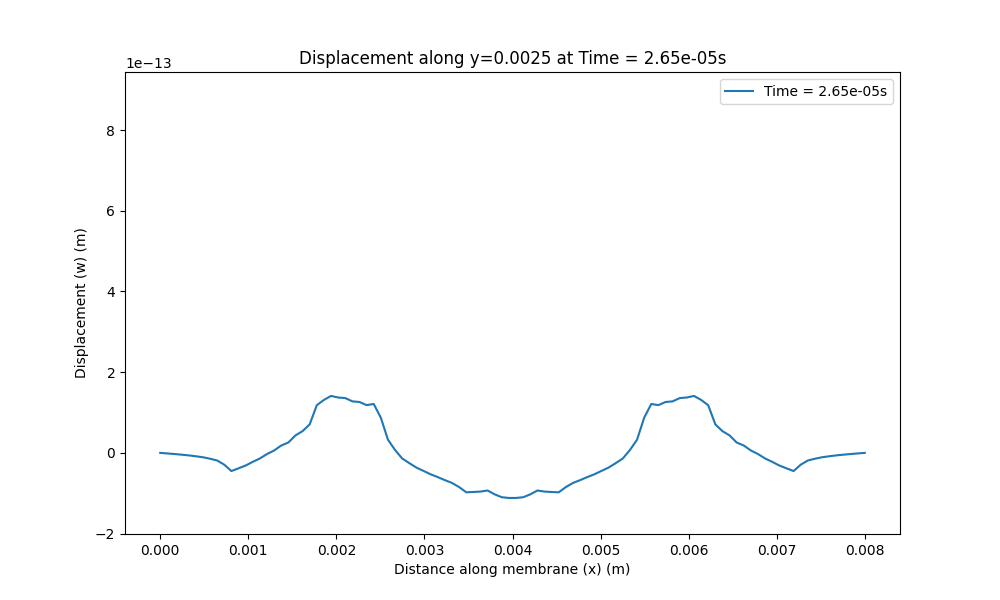 Displacement along y=0.0025 at Time = 2.65e-05s
1e−13
Time = 2.65e-05s
8
6
4
2
0
−2
Displacement (w) (m)
0.000 0.001 0.002 0.003 0.004 0.005 0.006 0.007 0.008
Distance along membrane (x) (m)